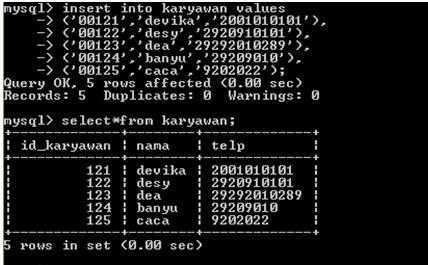 mysql> insert into karyawan values
    -> ('00121','devika','2001010101'),
    -> ('00122','desy','2920910101'),
    -> ('00123','dea','29292010289'),
    -> ('00124','banyu','29209010'),
    -> ('00125','caca','9202022');
Query OK, 5 rows affected (0.00 sec)
Records: 5  Duplicates: 0  Warnings: 0
mysql> select*from karyawan;
+-------------+--------+-------------+
| id_karyawan | nama   | telp        |
+-------------+--------+-------------+
|         121 | devika | 2001010101  |
|         122 | desy   | 2920910101  |
|         123 | dea    | 29292010289 |
|         124 | banyu  | 29209010    |
|         125 | caca   | 9202022     |
+-------------+--------+-------------+
5 rows in set (0.00 sec)